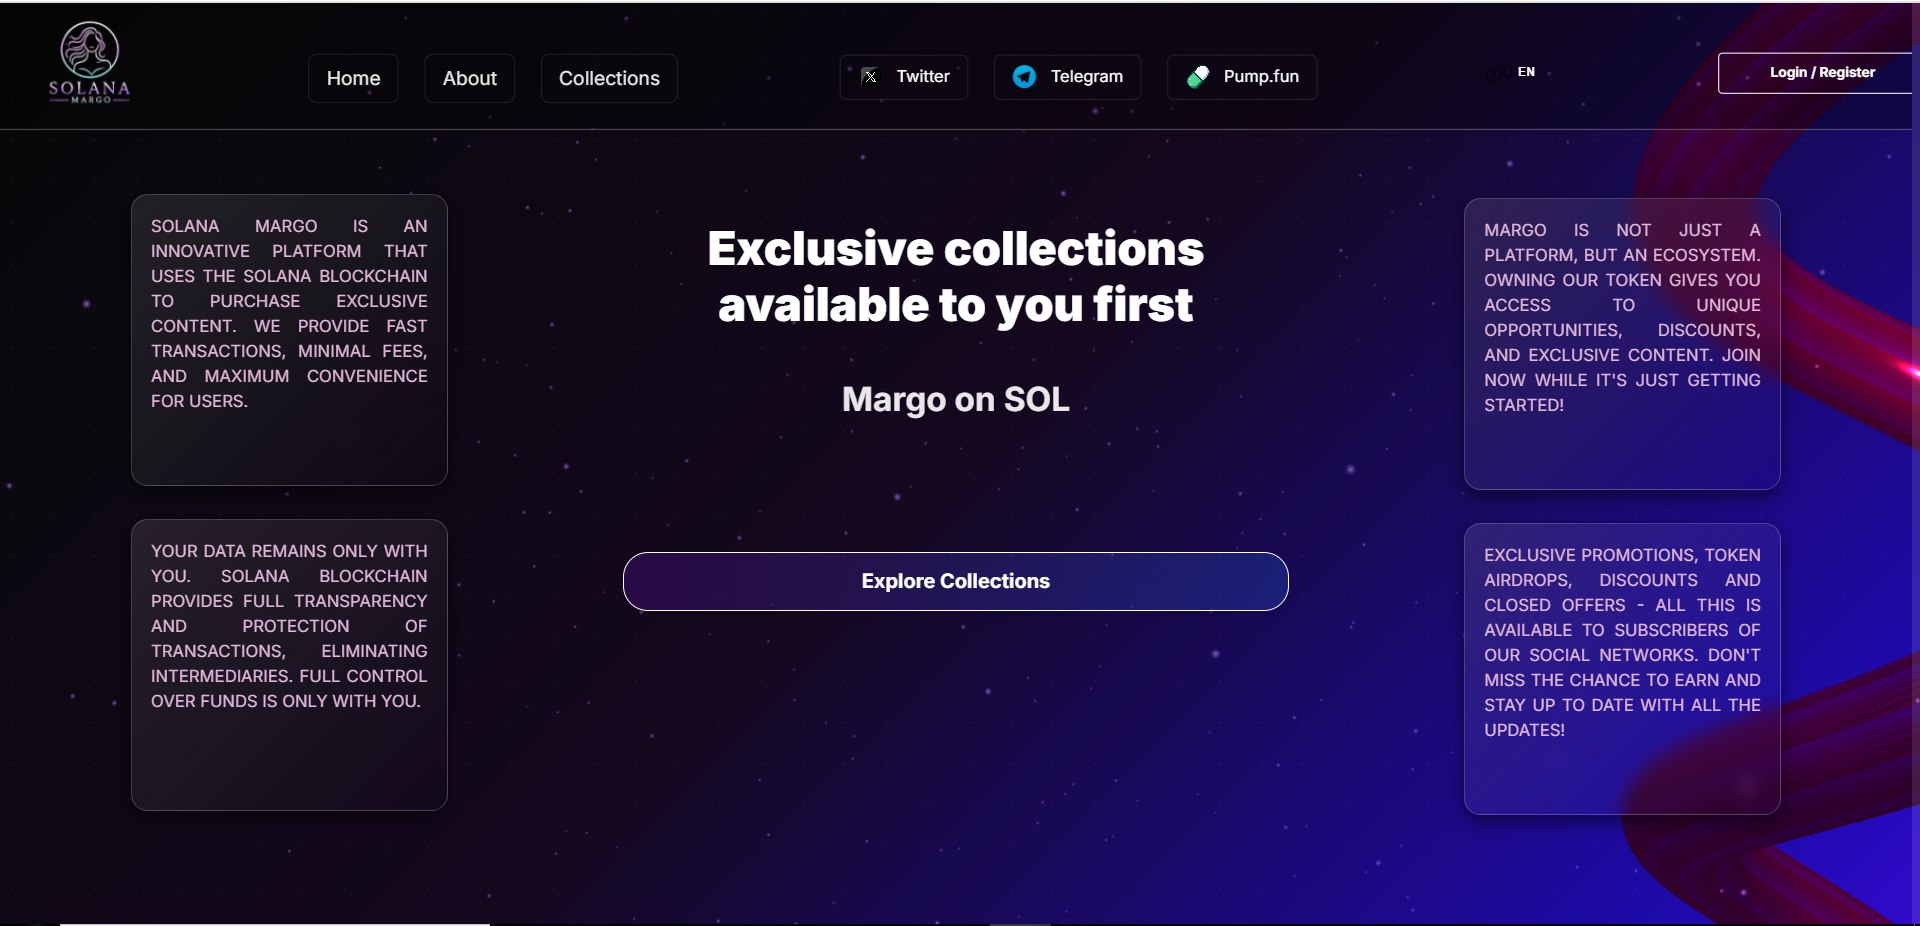 SOLANA
MARGO
Home
About
Collections
Twitter
Telegram
Pump.fun
EN
Login / Register
SOLANA MARGO IS AN
INNOVATIVE PLATFORM THAT
USES THE SOLANA BLOCKCHAIN
TO PURCHASE EXCLUSIVE
CONTENT. WE PROVIDE FAST
TRANSACTIONS, MINIMAL FEES,
AND MAXIMUM CONVENIENCE
FOR USERS.
YOUR DATA REMAINS ONLY WITH
YOU. SOLANA BLOCKCHAIN
PROVIDES FULL TRANSPARENCY
AND PROTECTION OF
TRANSACTIONS, ELIMINATING
INTERMEDIARIES. FULL CONTROL
OVER FUNDS IS ONLY WITH YOU.
Exclusive collections
available to you first
Margo on SOL
Explore Collections
MARGO IS NOT JUST A
PLATFORM, BUT AN ECOSYSTEM.
OWNING OUR TOKEN GIVES YOU
ACCESS TO UNIQUE
OPPORTUNITIES, DISCOUNTS,
AND EXCLUSIVE CONTENT. JOIN
NOW WHILE IT'S JUST GETTING
STARTED!
EXCLUSIVE PROMOTIONS, TOKEN
AIRDROPS, DISCOUNTS AND
CLOSED OFFERS - ALL THIS IS
AVAILABLE TO SUBSCRIBERS OF
OUR SOCIAL NETWORKS. DON'T
MISS THE CHANCE TO EARN AND
STAY UP TO DATE WITH ALL THE
UPDATES!